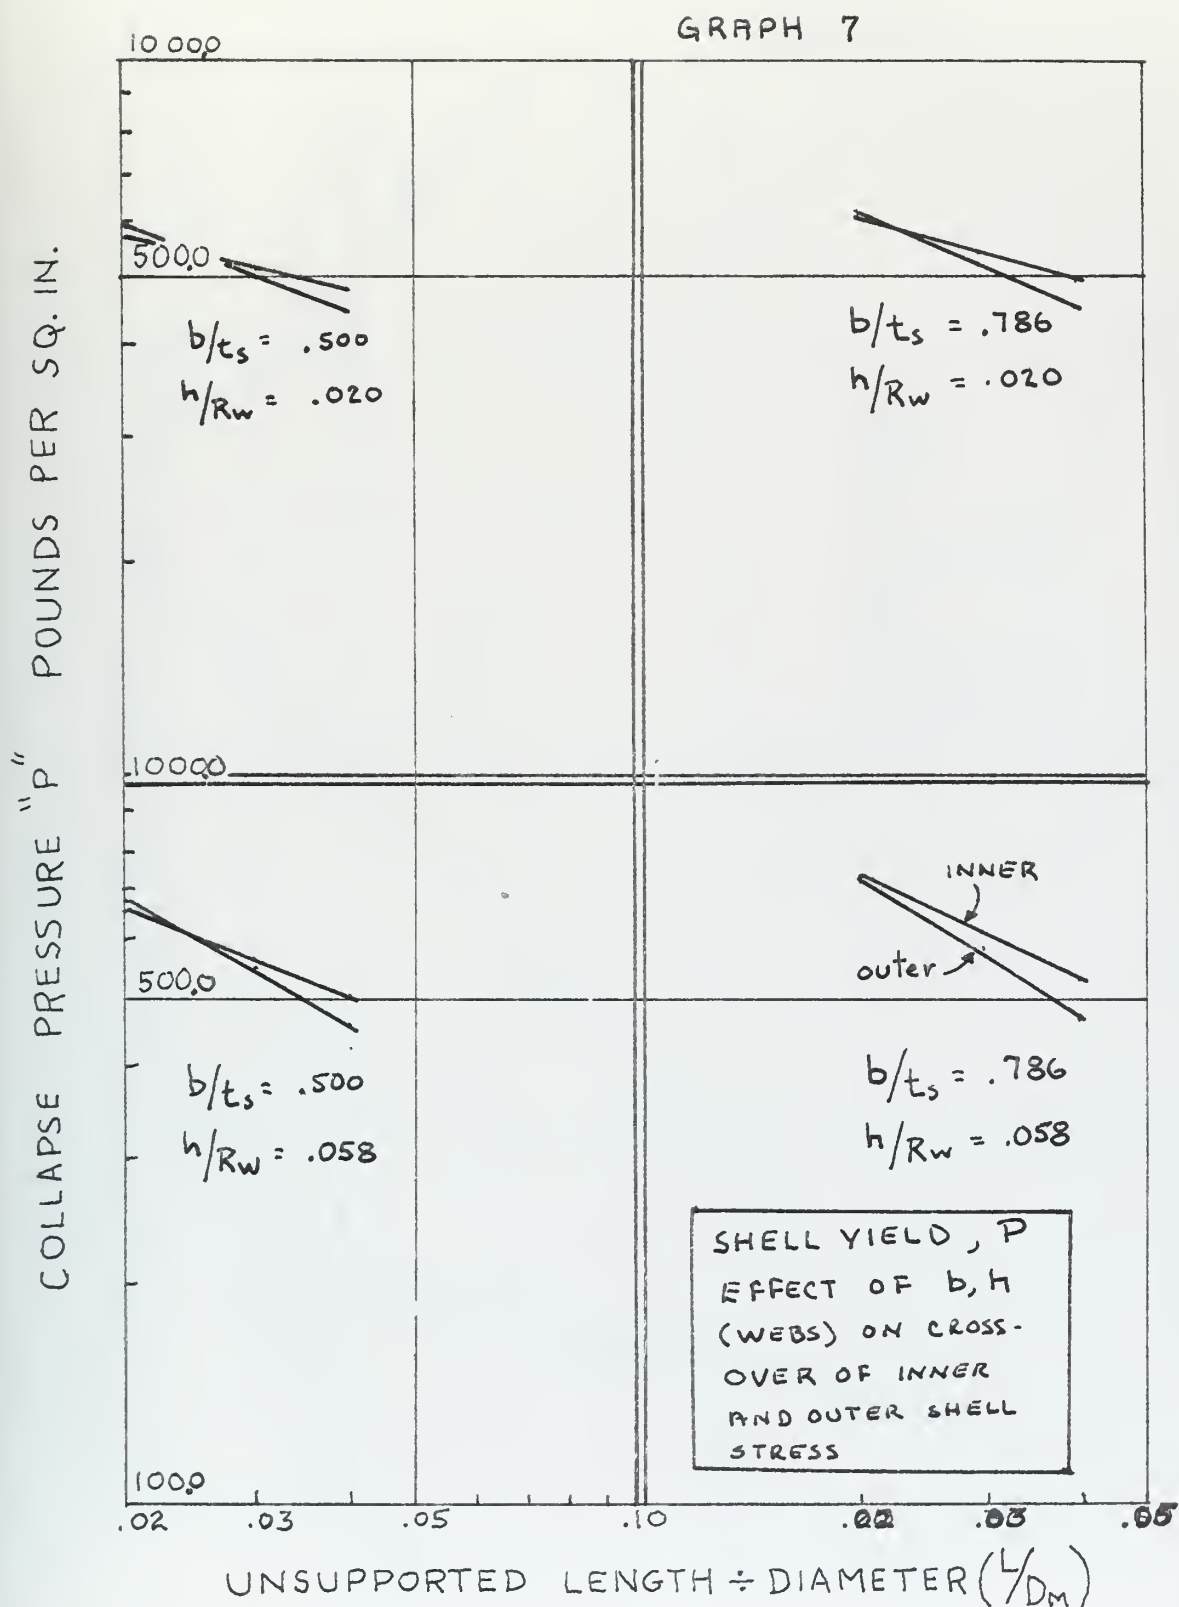 GRAPH 7
10 000,0
500,0
b/ts = .500
h/Rw = .020
b/ts = .786
h/Rw = .020
COLLAPSE PRESSURE "P" POUNDS PER SQ. IN.
1000,0
INNER
outer
500,0
b/ts = .500
h/Rw = .058
b/ts = .786
h/Rw = .058
SHELL YIELD, P
EFFECT OF b, h
(WEBS) ON CROSS-
OVER OF INNER
AND OUTER SHELL
STRESS
100,0
.02 .03 .05 .10 .02 .03 .05
UNSUPPORTED LENGTH ÷ DIAMETER (L/DM)